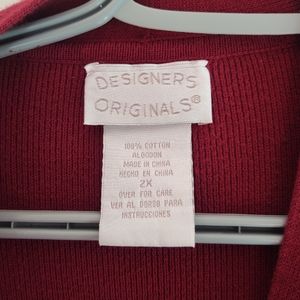 DESIGNERS
ORIGINALS®
100% COTTON
ALGODON
MADE IN CHINA
HECHO EN CHINA
2X
OVER FOR CARE
VER AL DORSO PARA
INSTRUCCIONES